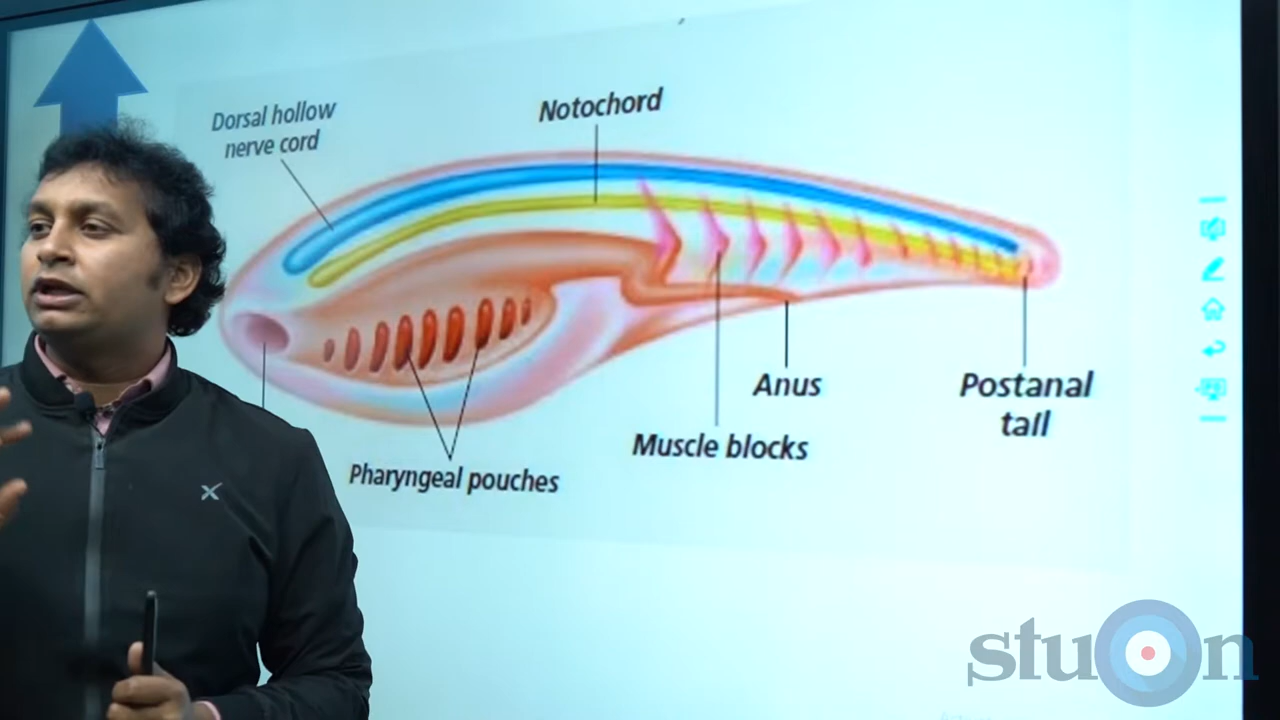 Dorsal hollow
nerve cord
Notochord
Anus
Postanal
tail
Muscle blocks
Pharyngeal pouches
stuOn